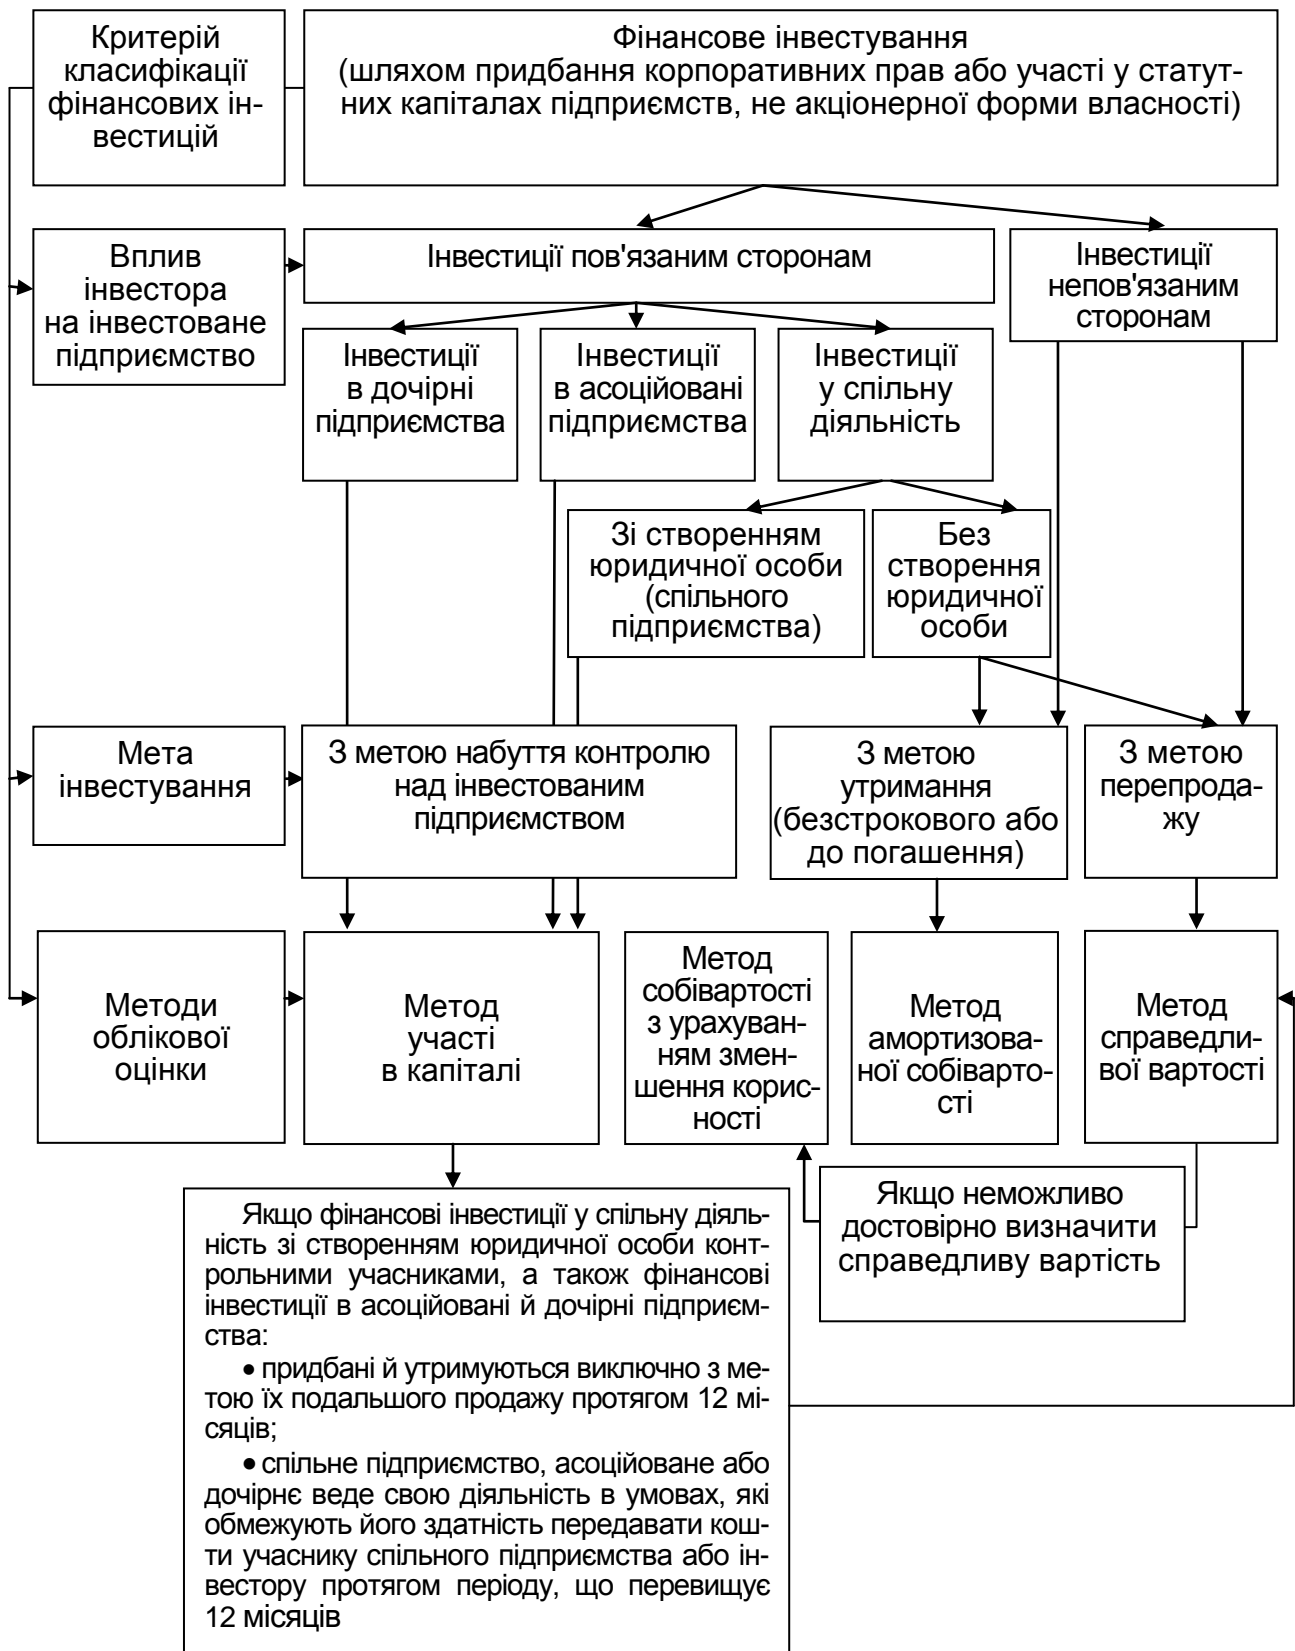 Критерій
класифікації
фінансових ін-
вестицій
Фінансове інвестування
(шляхом придбання корпоративних прав або участі у статут-
них капіталах підприємств, не акціонерної форми власності)
Вплив
інвестора
на інвестоване
підприємство
Інвестиції пов'язаним сторонам
Інвестиції
непов'язаним
сторонам
Інвестиції
в дочірні
підприємства
Інвестиції
в асоційовані
підприємства
Інвестиції
у спільну
діяльність
Зі створенням
юридичної особи
(спільного
підприємства)
Без
створення
юридичної
особи
Мета
інвестування
З метою набуття контролю
над інвестованим
підприємством
З метою
утримання
(безстрокового або
до погашення)
З метою
перепрода-
жу
Методи
облікової
оцінки
Метод
участі
в капіталі
Метод
собівартості
з урахуван-
ням змен-
шення корис-
ності
Метод
амортизова-
ної собіварто-
сті
Метод
справедли-
вої вартості
Якщо неможливо
достовірно визначити
справедливу вартість
Якщо фінансові інвестиції у спільну діяль-
ність зі створенням юридичної особи конт-
рольними учасниками, а також фінансові
інвестиції в асоційовані й дочірні підприєм-
ства:
• придбані й утримуються виключно з ме-
тою їх подальшого продажу протягом 12 мі-
сяців;
• спільне підприємство, асоційоване або
дочірнє веде свою діяльність в умовах, які
обмежують його здатність передавати кош-
ти учаснику спільного підприємства або ін-
вестору протягом періоду, що перевищує
12 місяців